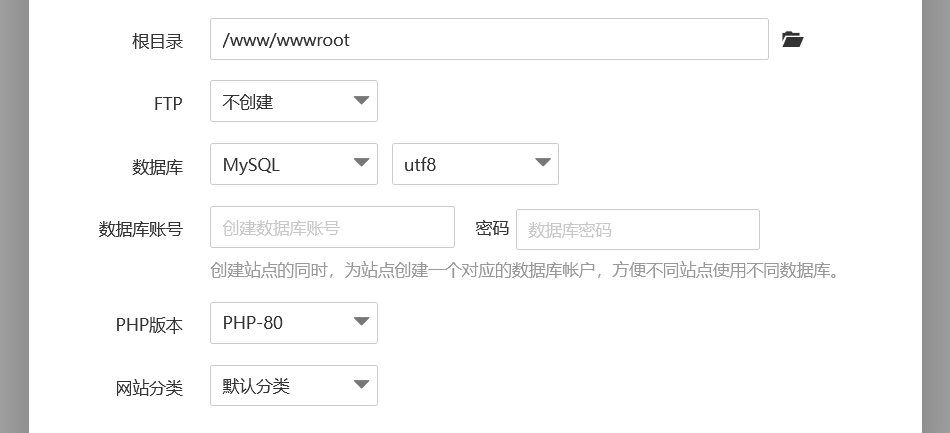 根目录 /www/wwwroot
FTP 不创建
数据库 MySQL utf8
数据库账号 创建数据库账号 密码 数据库密码
创建站点的同时，为站点创建一个对应的数据库帐户，方便不同站点使用不同数据库。
PHP版本 PHP-80
网站分类 默认分类